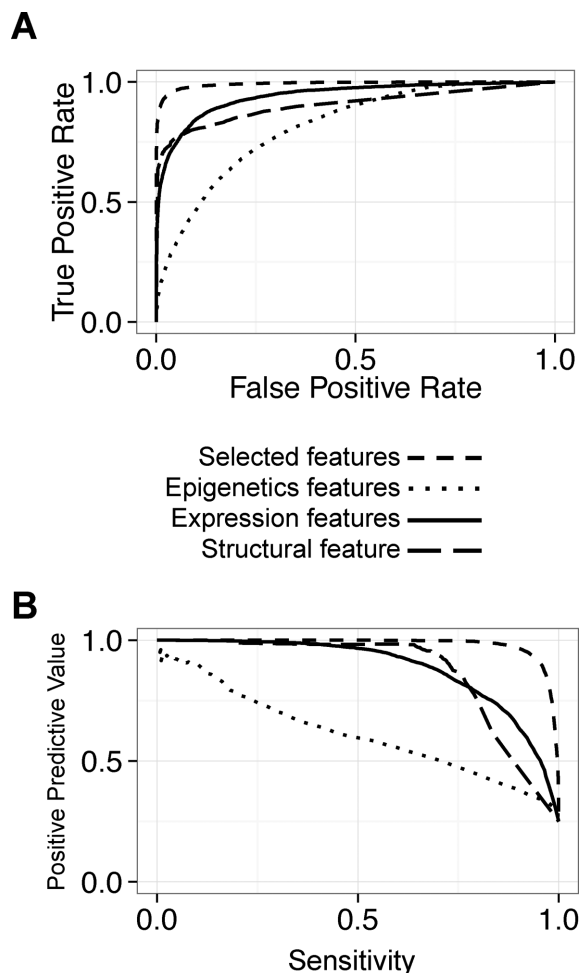 A
True Positive Rate
1.0
0.5
0.0
0.0 0.5 1.0
False Positive Rate
Selected features
Epigenetics features
Expression features
Structural feature
B
Positive Predictive Value
1.0
0.5
0.0
0.0 0.5 1.0
Sensitivity